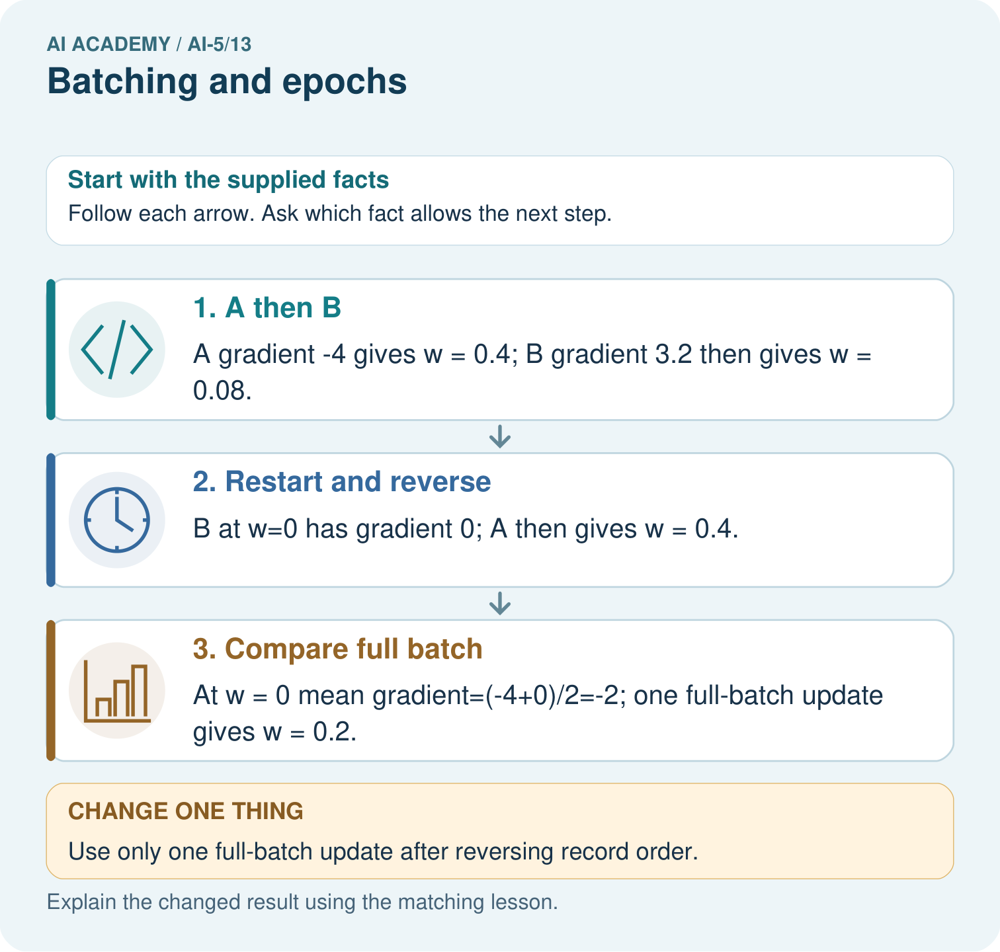 AI ACADEMY / AI-5/13
Batching and epochs
Start with the supplied facts
Follow each arrow. Ask which fact allows the next step.
1. A then B
A gradient -4 gives w = 0.4; B gradient 3.2 then gives w =
0.08.
2. Restart and reverse
B at w=0 has gradient 0; A then gives w = 0.4.
3. Compare full batch
At w = 0 mean gradient=(-4+0)/2=-2; one full-batch update
gives w = 0.2.
CHANGE ONE THING
Use only one full-batch update after reversing record order.
Explain the changed result using the matching lesson.